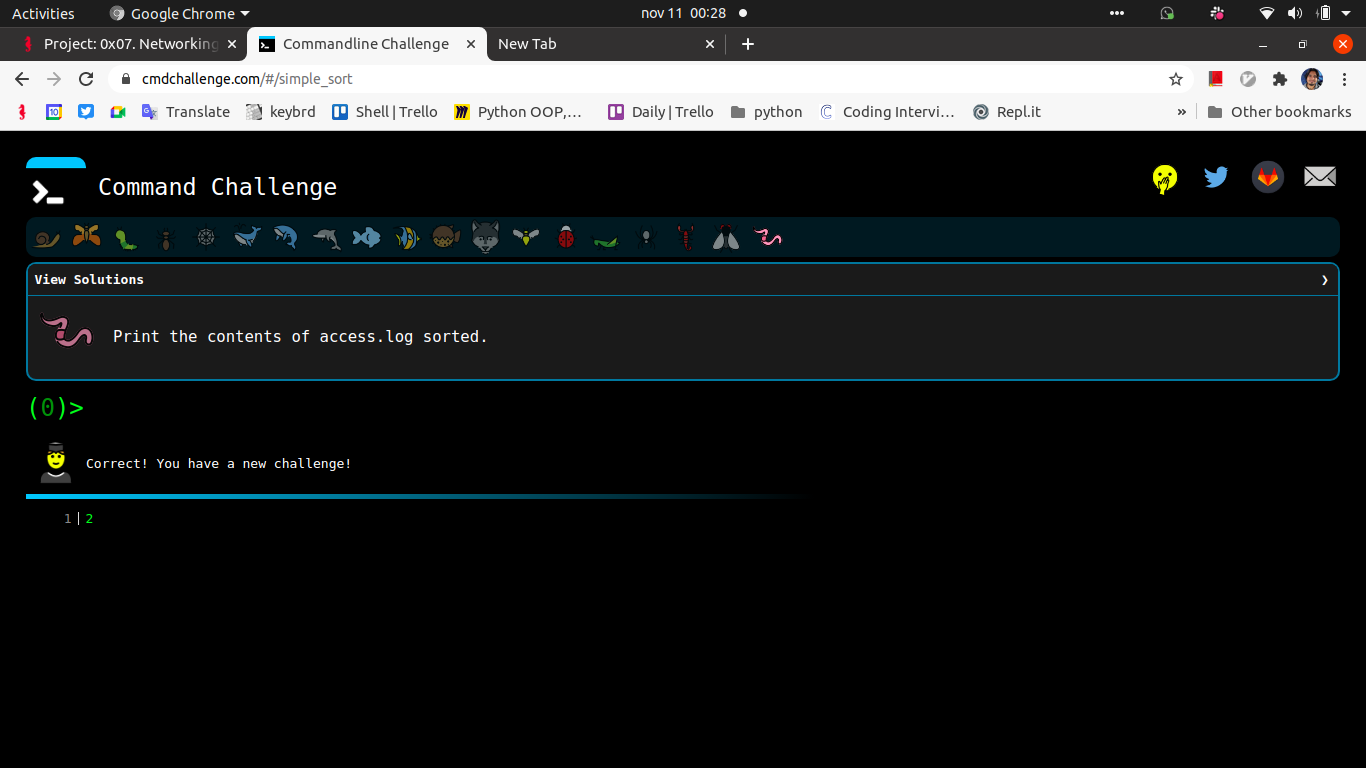 Activities Google Chrome nov 11 00:28
Project: 0x07. Networking Commandline Challenge New Tab
cmdchallenge.com/#/simple_sort
10 Translate keybrd Shell | Trello Python OOP,... Daily | Trello python Coding Intervi... Repl.it » Other bookmarks
Command Challenge
View Solutions
Print the contents of access.log sorted.
(0)>
Correct! You have a new challenge!
1 2